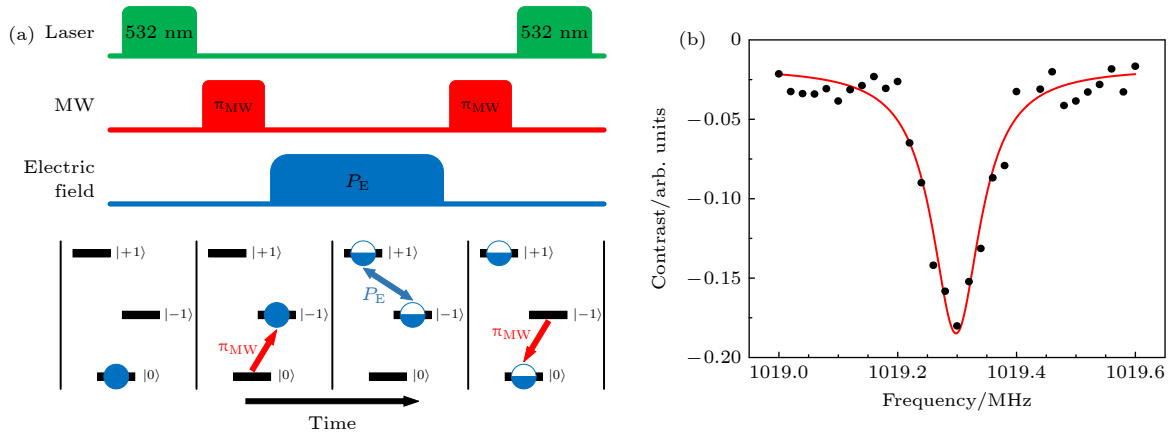 (a)
Laser
532 nm
532 nm
MW
πMW
πMW
Electric
field
PE
|+1⟩
|+1⟩
|+1⟩
|+1⟩
|−1⟩
|−1⟩
|−1⟩
|−1⟩
PE
πMW
πMW
|0⟩
|0⟩
|0⟩
|0⟩
Time
(b)
Contrast/arb. units
0
−0.05
−0.10
−0.15
−0.20
1019.0
1019.2
1019.4
1019.6
Frequency/MHz